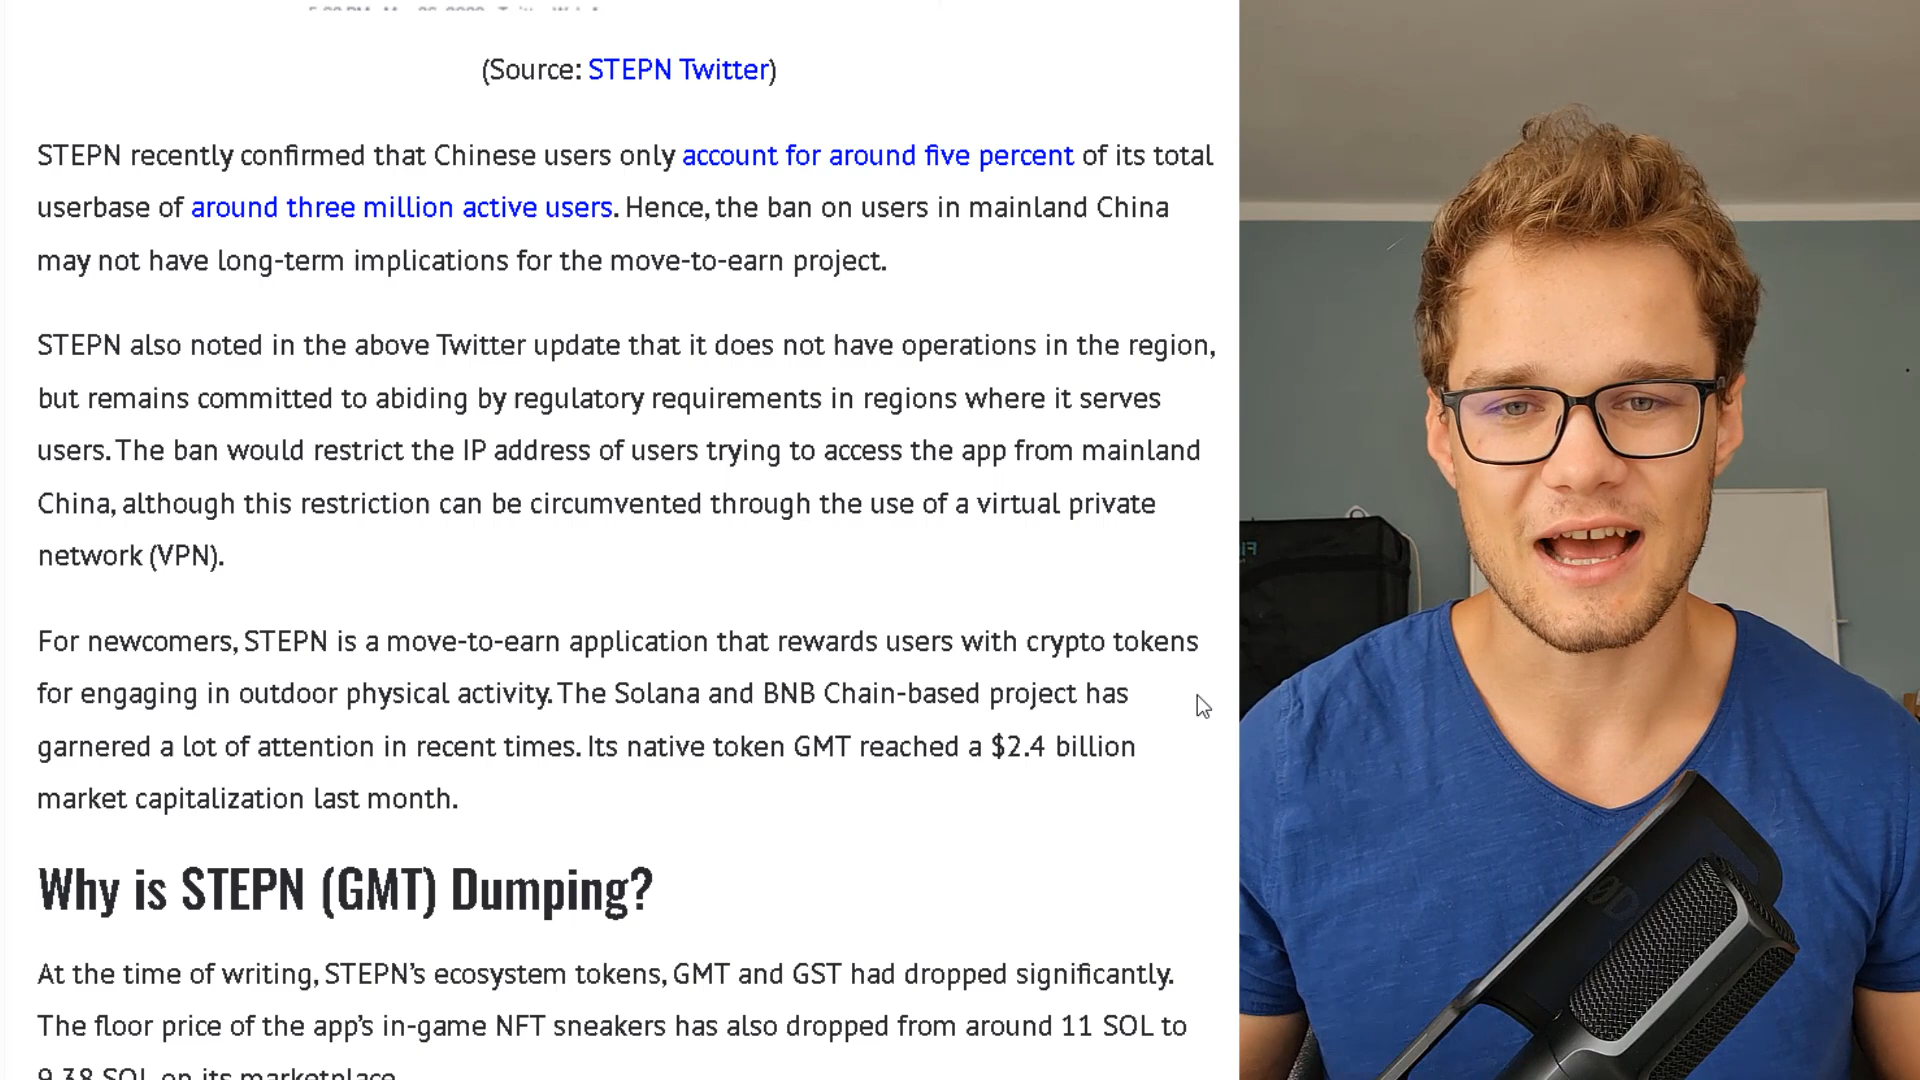 (Source: STEPN Twitter)
STEPN recently confirmed that Chinese users only account for around five percent of its total
userbase of around three million active users. Hence, the ban on users in mainland China
may not have long-term implications for the move-to-earn project.
STEPN also noted in the above Twitter update that it does not have operations in the region,
but remains committed to abiding by regulatory requirements in regions where it serves
users. The ban would restrict the IP address of users trying to access the app from mainland
China, although this restriction can be circumvented through the use of a virtual private
network (VPN).
For newcomers, STEPN is a move-to-earn application that rewards users with crypto tokens
for engaging in outdoor physical activity. The Solana and BNB Chain-based project has
garnered a lot of attention in recent times. Its native token GMT reached a $2.4 billion
market capitalization last month.
Why is STEPN (GMT) Dumping?
At the time of writing, STEPN's ecosystem tokens, GMT and GST had dropped significantly.
The floor price of the app's in-game NFT sneakers has also dropped from around 11 SOL to
9.38 SOL on its marketplace.